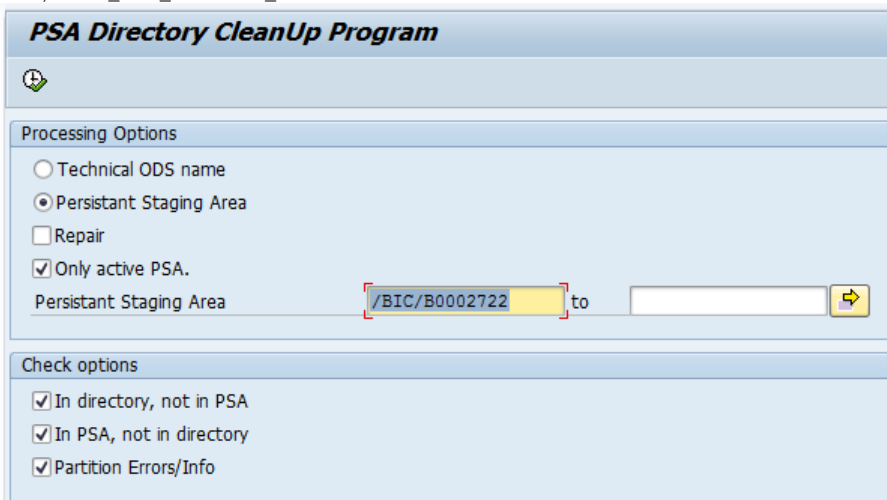 PSA Directory CleanUp Program
Processing Options
Technical ODS name
Persistant Staging Area
Repair
Only active PSA.
Persistant Staging Area /BIC/B0002722 to
Check options
In directory, not in PSA
In PSA, not in directory
Partition Errors/Info